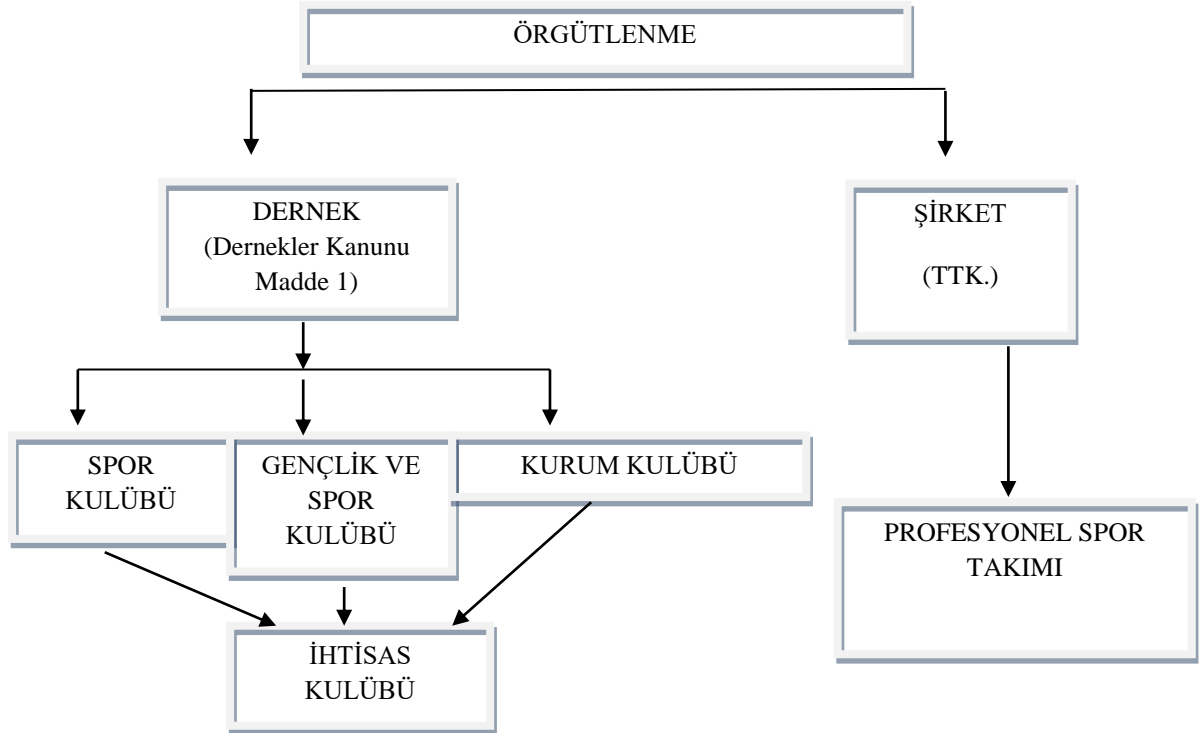 ÖRGÜTLENME
DERNEK
(Dernekler Kanunu
Madde 1)
ŞİRKET
(TTK.)
SPOR
KULÜBÜ
GENÇLİK VE
SPOR
KULÜBÜ
KURUM KULÜBÜ
PROFESYONEL SPOR
TAKIMI
İHTİSAS
KULÜBÜ